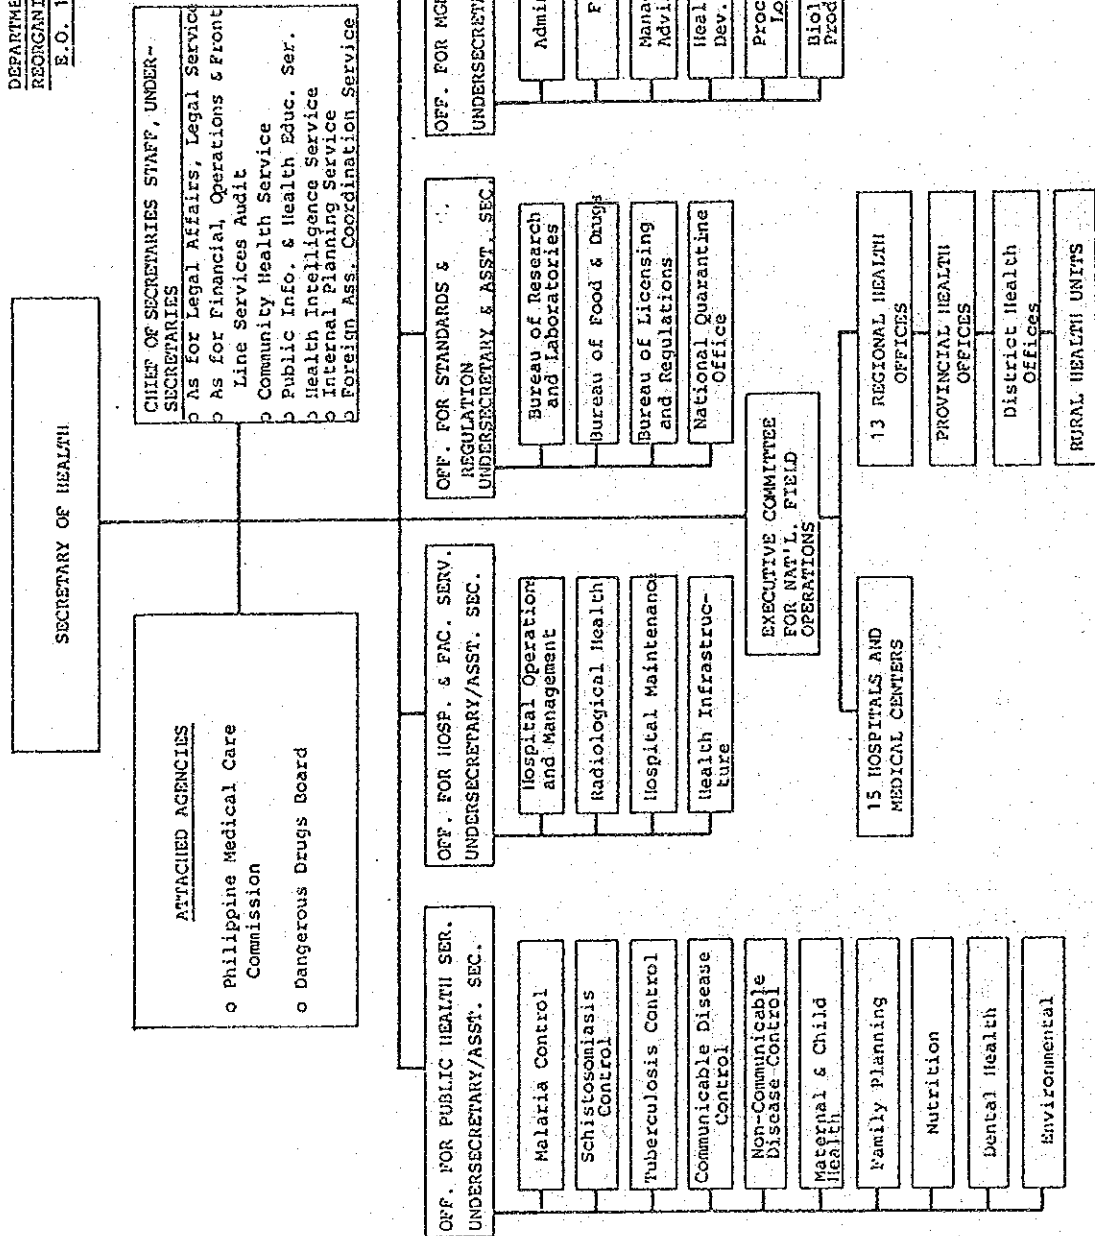 DEPARTME
REORGANI
E.O. 1
SECRETARY OF HEALTH
ATTACHED AGENCIES
o Philippine Medical Care
Commission
o Dangerous Drugs Board
CHIEF OF SECRETARIES STAFF, UNDER-
SECRETARIES
o As for Legal Affairs, Legal Service
o As for Financial, Operations & Front
Line Services Audit
o Community Health Service
o Public Info. & Health Educ. Ser.
o Health Intelligence Service
o Internal Planning Service
o Foreign Ass. Coordination Service
OFF. FOR PUBLIC HEALTH SER.
UNDERSECRETARY/ASST. SEC.
Malaria Control
Schistosomiasis
Control
Tuberculosis Control
Communicable Disease
Control
Non-Communicable
Disease Control
Maternal & Child
Health
Family Planning
Nutrition
Dental Health
Environmental
OFF. FOR HOSP. & FAC. SERV.
UNDERSECRETARY/ASST. SEC.
Hospital Operation
and Management
Radiological Health
Hospital Maintenance
Health Infrastruc-
ture
OFF. FOR STANDARDS &
REGULATION
UNDERSECRETARY & ASST. SEC.
Bureau of Research
and Laboratories
Bureau of Food & Drugs
Bureau of Licensing
and Regulations
National Quarantine
Office
OFF. FOR MG
UNDERSECRETA
Admi
F
Mana
Advi
Heal
Dev.
Proc
Lo
Biol
Prod
EXECUTIVE COMMITTEE
FOR NAT'L. FIELD
OPERATIONS
15 HOSPITALS AND
MEDICAL CENTERS
13 REGIONAL HEALTH
OFFICES
PROVINCIAL HEALTH
OFFICES
District Health
Offices
RURAL HEALTH UNITS